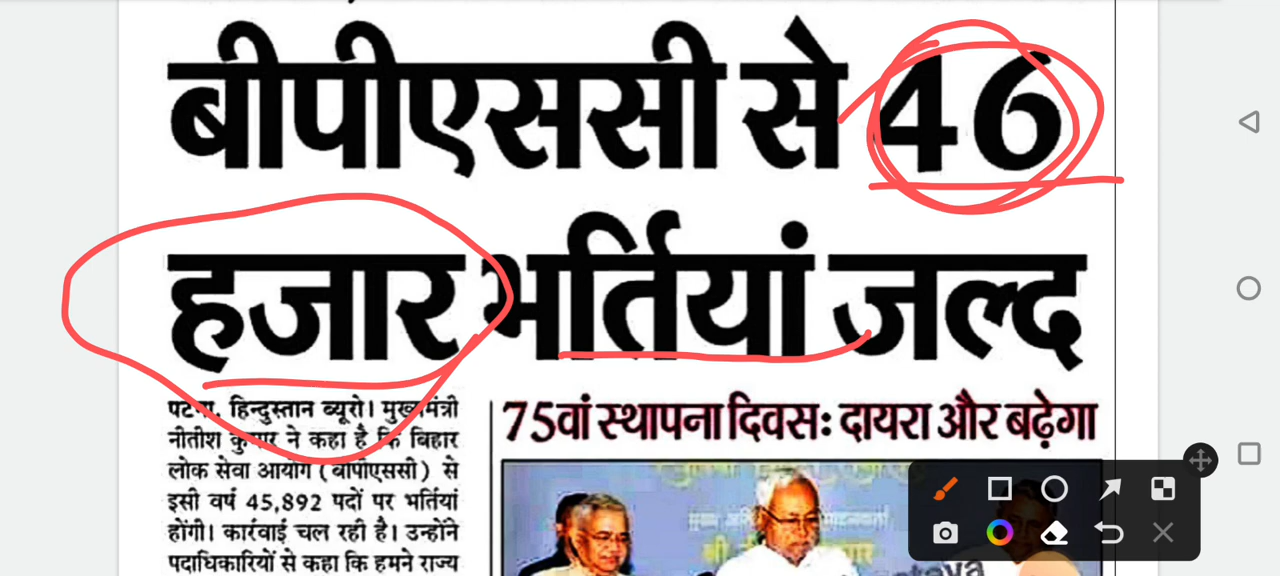 बीपीएससी से 46
हजार भर्तियां जल्द
75वां स्थापना दिवस: दायरा और बढ़ेगा
पटना, हिन्दुस्तान ब्यूरो। मुख्यमंत्री
नीतीश कुमार ने कहा है कि बिहार
लोक सेवा आयोग (बीपीएससी) से
इसी वर्ष 45,892 पदों पर भर्तियां
होंगी। कार्रवाई चल रही है। उन्होंने
पदाधिकारियों से कहा कि हमने राज्य